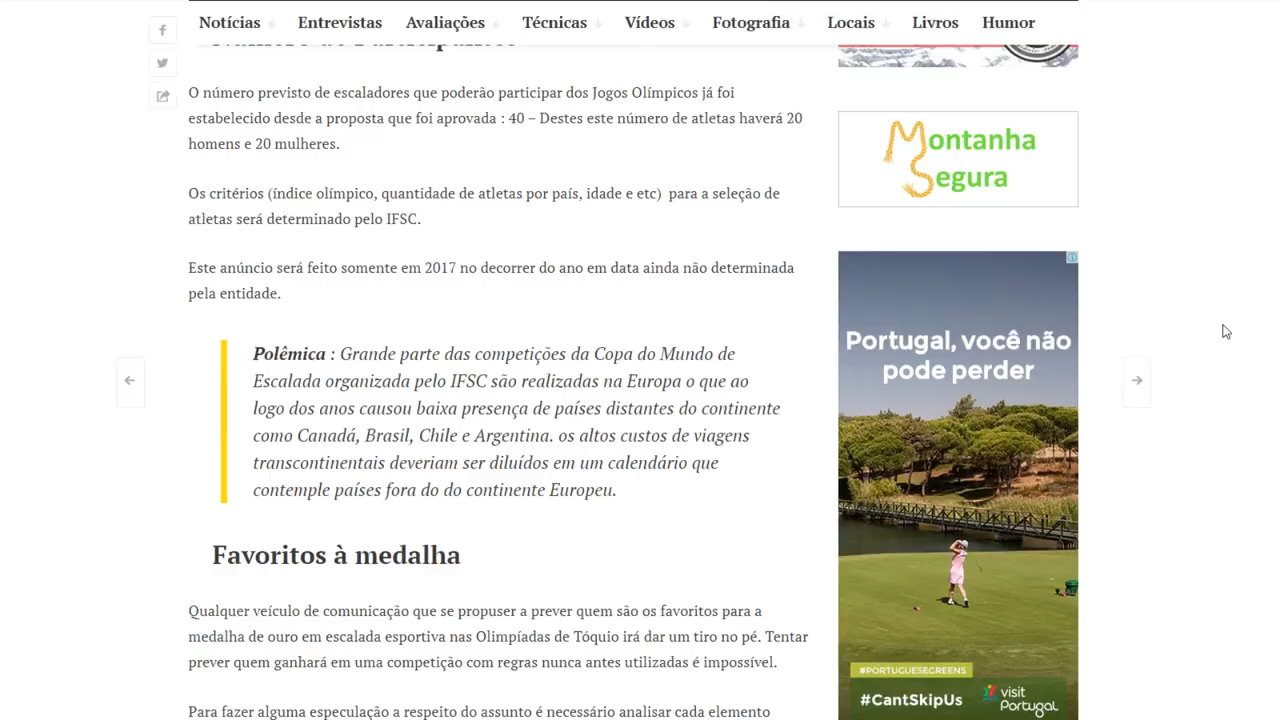 Notícias Entrevistas Avaliações Técnicas Vídeos Fotografia Locais Livros Humor
O número previsto de escaladores que poderão participar dos Jogos Olímpicos já foi
estabelecido desde a proposta que foi aprovada : 40 – Destes este número de atletas haverá 20
homens e 20 mulheres.
Os critérios (índice olímpico, quantidade de atletas por país, idade e etc) para a seleção de
atletas será determinado pelo IFSC.
Este anúncio será feito somente em 2017 no decorrer do ano em data ainda não determinada
pela entidade.
Polêmica : Grande parte das competições da Copa do Mundo de
Escalada organizada pelo IFSC são realizadas na Europa o que ao
logo dos anos causou baixa presença de países distantes do continente
como Canadá, Brasil, Chile e Argentina. os altos custos de viagens
transcontinentais deveriam ser diluídos em um calendário que
contemple países fora do do continente Europeu.
Favoritos à medalha
Qualquer veículo de comunicação que se propuser a prever quem são os favoritos para a
medalha de ouro em escalada esportiva nas Olimpíadas de Tóquio irá dar um tiro no pé. Tentar
prever quem ganhará em uma competição com regras nunca antes utilizadas é impossível.
Para fazer alguma especulação a respeito do assunto é necessário analisar cada elemento
Montanha
Segura
Portugal, você não
pode perder
#PORTUGUESEGREENS
#CantSkipUs
visit
Portugal